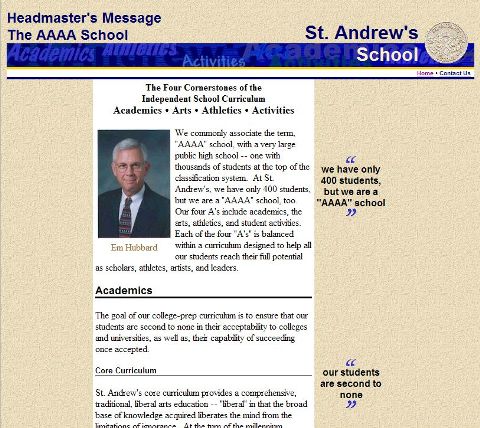 Headmaster's Message
The AAAA School
St. Andrew's
School
Academics Athletics Activities Academics
Home • Contact Us
The Four Cornerstones of the
Independent School Curriculum
Academics • Arts • Athletics • Activities
We commonly associate the term,
"AAAA" school, with a very large
public high school -- one with
thousands of students at the top of the
classification system. At St.
Andrew's, we have only 400 students,
but we are a "AAAA" school, too.
Our four A's include academics, the
arts, athletics, and student activities.
Each of the four "A's" is balanced
within a curriculum designed to help all
our students reach their full potential
as scholars, athletes, artists, and leaders.
Em Hubbard
“
we have only
400 students,
but we are a
"AAAA" school
”
Academics
The goal of our college-prep curriculum is to ensure that our
students are second to none in their acceptability to colleges
and universities, as well as, their capability of succeeding
once accepted.
“
our students
are second to
none
”
Core Curriculum
St. Andrew's core curriculum provides a comprehensive,
traditional, liberal arts education -- "liberal" in that the broad
base of knowledge acquired liberates the mind from the
limitations of ignorance. At the turn of the millennium